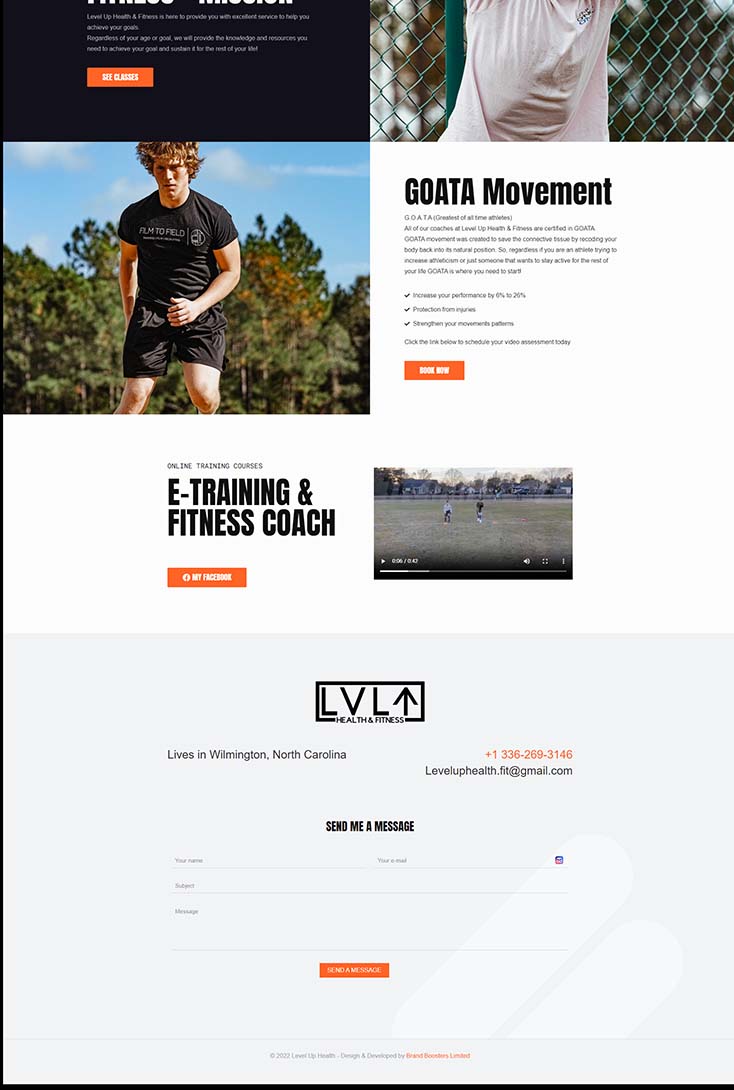 FITNESS - MISSION
Level Up Health & Fitness is here to provide you with excellent service to help you
achieve your goals.
Regardless of your age or goal, we will provide the knowledge and resources you
need to achieve your goal and sustain it for the rest of your life!
SEE CLASSES
FILM TO FIELD
GOATA Movement
G.O.A.T.A (Greatest of all time athletes)
All of our coaches at Level Up Health & Fitness are certified in GOATA.
GOATA movement was created to save the connective tissue by recoding your
body back into its natural position. So, regardless if you are an athlete trying to
increase athleticism or just someone that wants to stay active for the rest of
your life GOATA is where you need to start!
Increase your performance by 6% to 26%
Protection from injuries
Strengthen your movements patterns
Click the link below to schedule your video assessment today
BOOK NOW
ONLINE TRAINING COURSES
E-TRAINING &
FITNESS COACH
MY FACEBOOK
0:06 / 0:42
LVL
HEALTH & FITNESS
Lives in Wilmington, North Carolina
+1 336-269-3146
Leveluphealth.fit@gmail.com
SEND ME A MESSAGE
Your name
Your e-mail
Subject
Message
SEND A MESSAGE
© 2022 Level Up Health - Design & Developed by Brand Boosters Limited